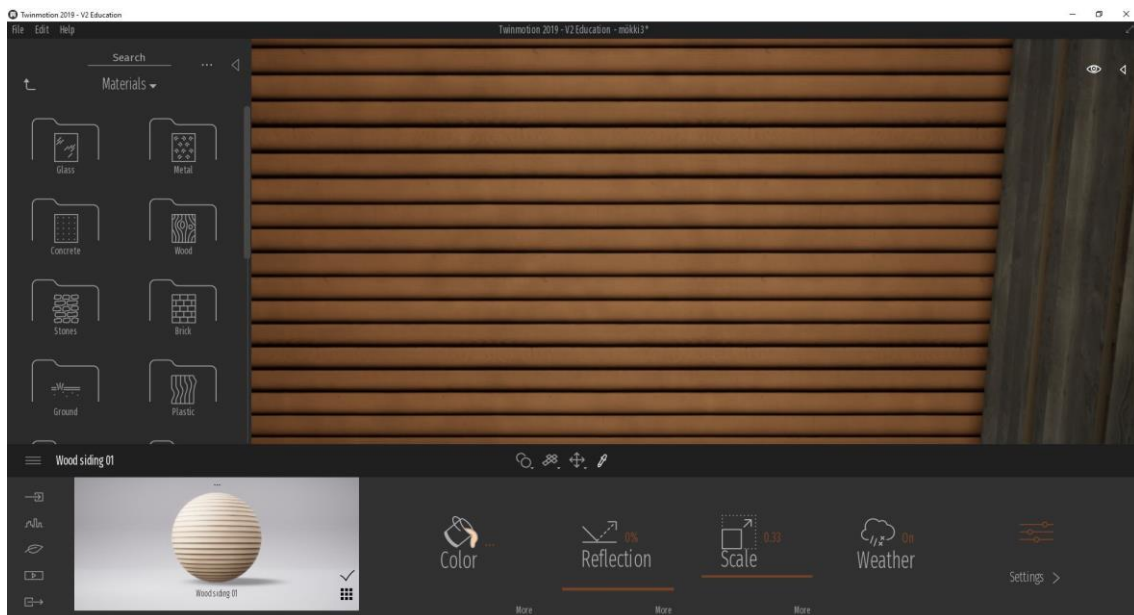 Twinmotion 2019 - V2 Education
File Edit Help
Twinmotion 2019 - V2 Education - mökki3*
Search
...
Materials
Glass
Metal
Concrete
Wood
Stones
Brick
Ground
Plastic
Wood siding 01
Wood siding 01
Color
...
Reflection
0%
Scale
0.33
Weather
On
Settings >
More
More
More